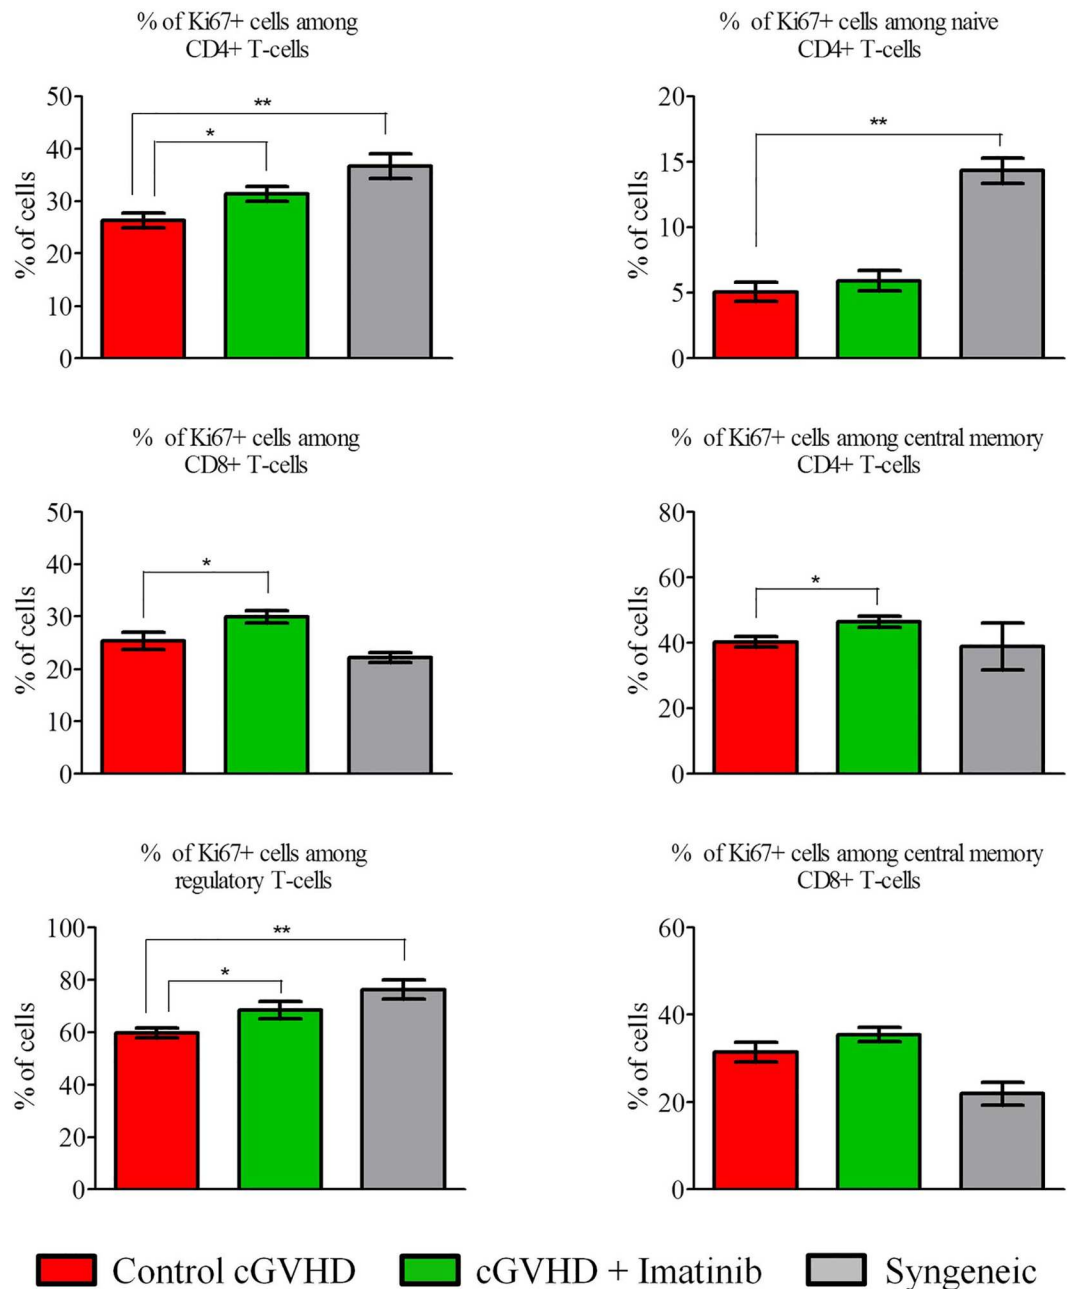 % of Ki67+ cells among
CD4+ T-cells
50
40
30
20
10
0
% of cells
**
*
% of Ki67+ cells among naive
CD4+ T-cells
20
15
10
5
0
% of cells
**
% of Ki67+ cells among
CD8+ T-cells
50
40
30
20
10
0
% of cells
*
% of Ki67+ cells among central memory
CD4+ T-cells
80
60
40
20
0
% of cells
*
% of Ki67+ cells among
regulatory T-cells
100
80
60
40
20
0
% of cells
**
*
% of Ki67+ cells among central memory
CD8+ T-cells
60
40
20
0
% of cells
Control cGVHD
cGVHD + Imatinib
Syngeneic